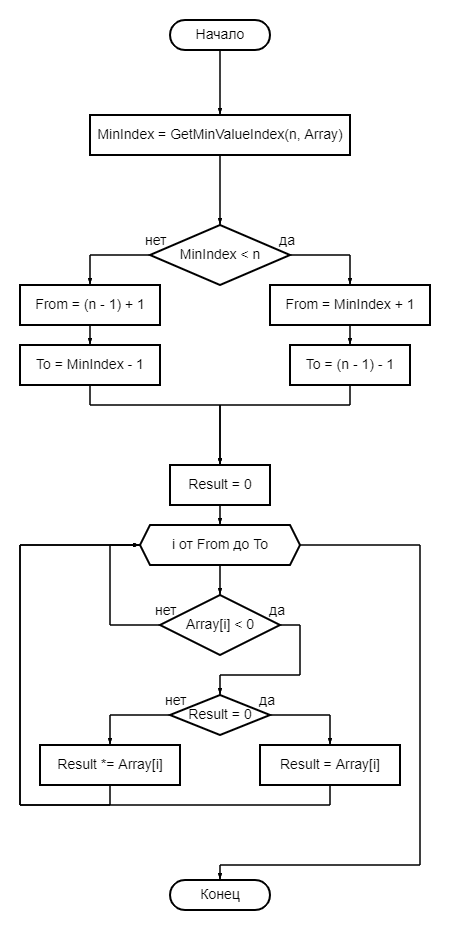 Начало
MinIndex = GetMinValueIndex(n, Array)
нет
да
MinIndex < n
From = (n - 1) + 1
From = MinIndex + 1
To = MinIndex - 1
To = (n - 1) - 1
Result = 0
i от From до To
нет
да
Array[i] < 0
нет
да
Result = 0
Result *= Array[i]
Result = Array[i]
Конец